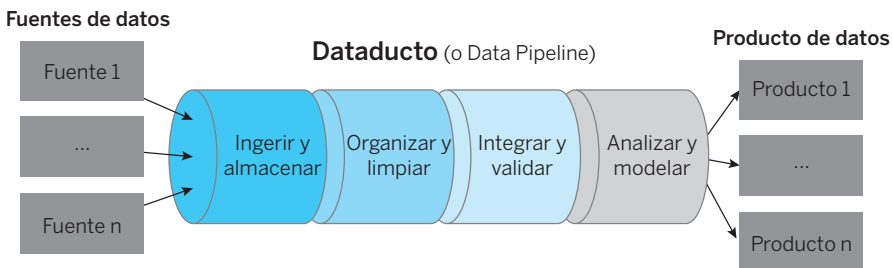 Fuentes de datos
Fuente 1
...
Fuente n
Dataducto (o Data Pipeline)
Ingerir y
almacenar
Organizar y
limpiar
Integrar y
validar
Analizar y
modelar
Producto de datos
Producto 1
...
Producto n